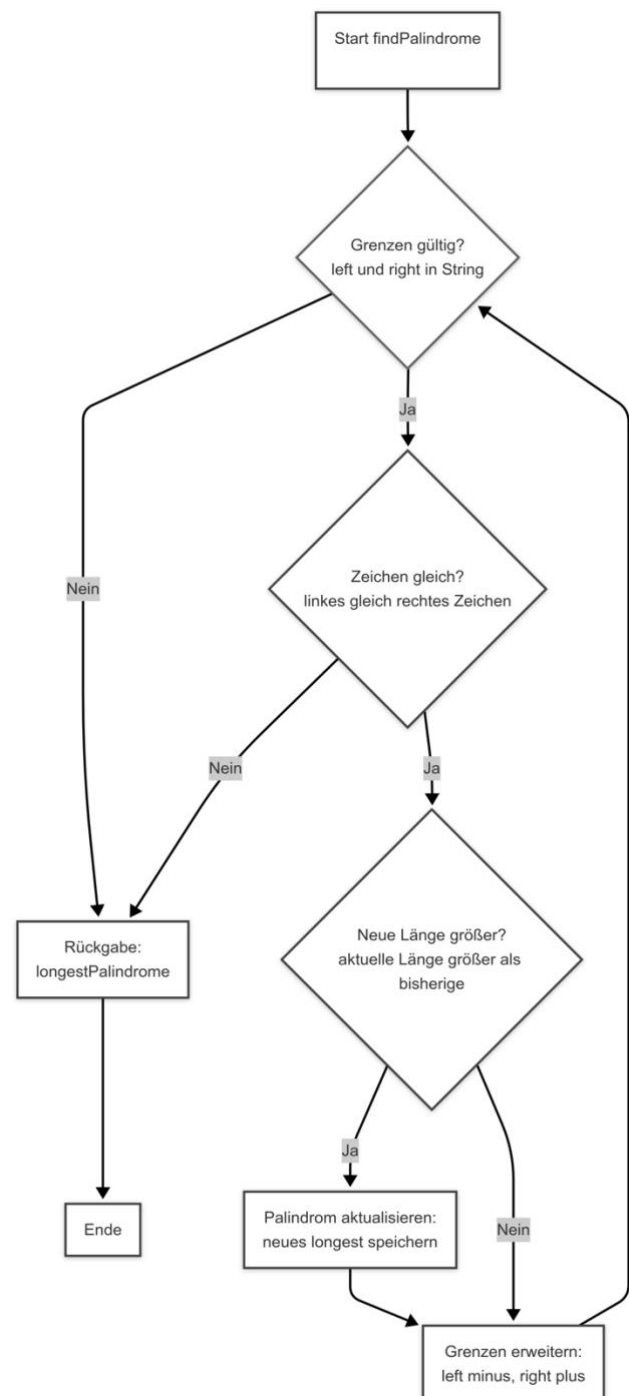 Start findPalindrome
Grenzen gültig?
left und right in String
Ja
Zeichen gleich?
linkes gleich rechtes Zeichen
Nein
Nein
Ja
Neue Länge größer?
aktuelle Länge größer als
bisherige
Rückgabe:
longestPalindrome
Ja
Palindrom aktualisieren:
neues longest speichern
Nein
Ende
Grenzen erweitern:
left minus, right plus